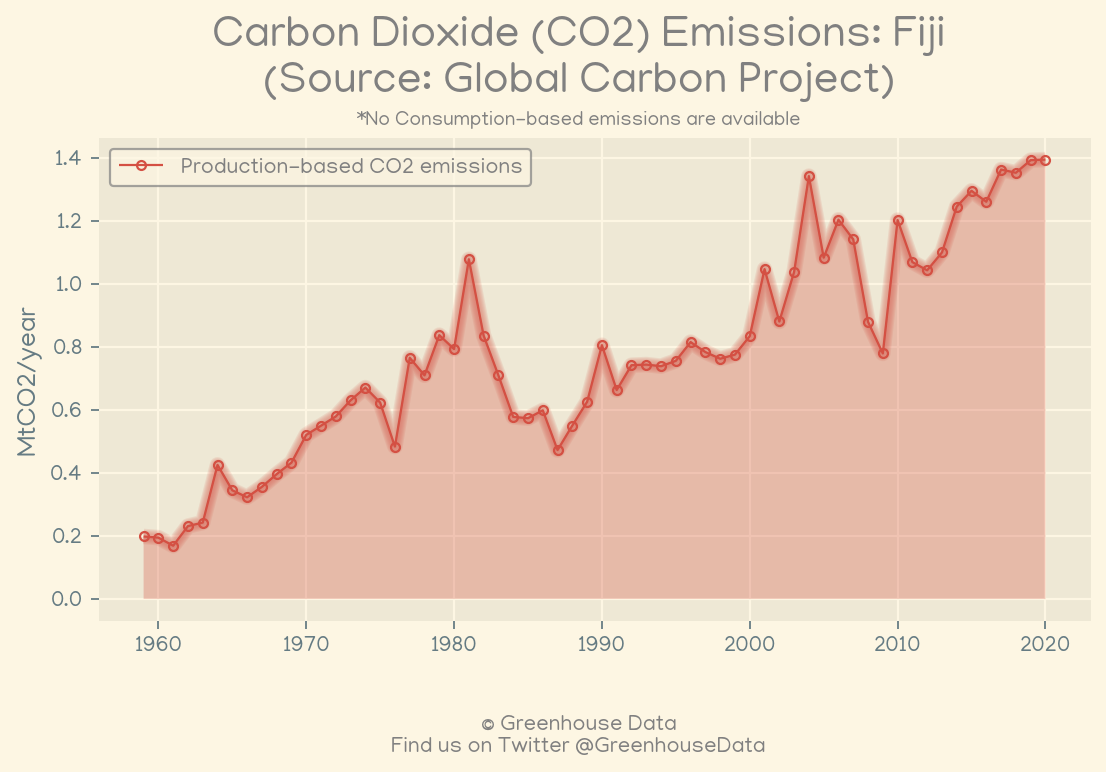 Carbon Dioxide (CO2) Emissions: Fiji
(Source: Global Carbon Project)
*No Consumption-based emissions are available
Production-based CO2 emissions
MtCO2/year
1.4
1.2
1.0
0.8
0.6
0.4
0.2
0.0
1960 1970 1980 1990 2000 2010 2020
© Greenhouse Data
Find us on Twitter @GreenhouseData